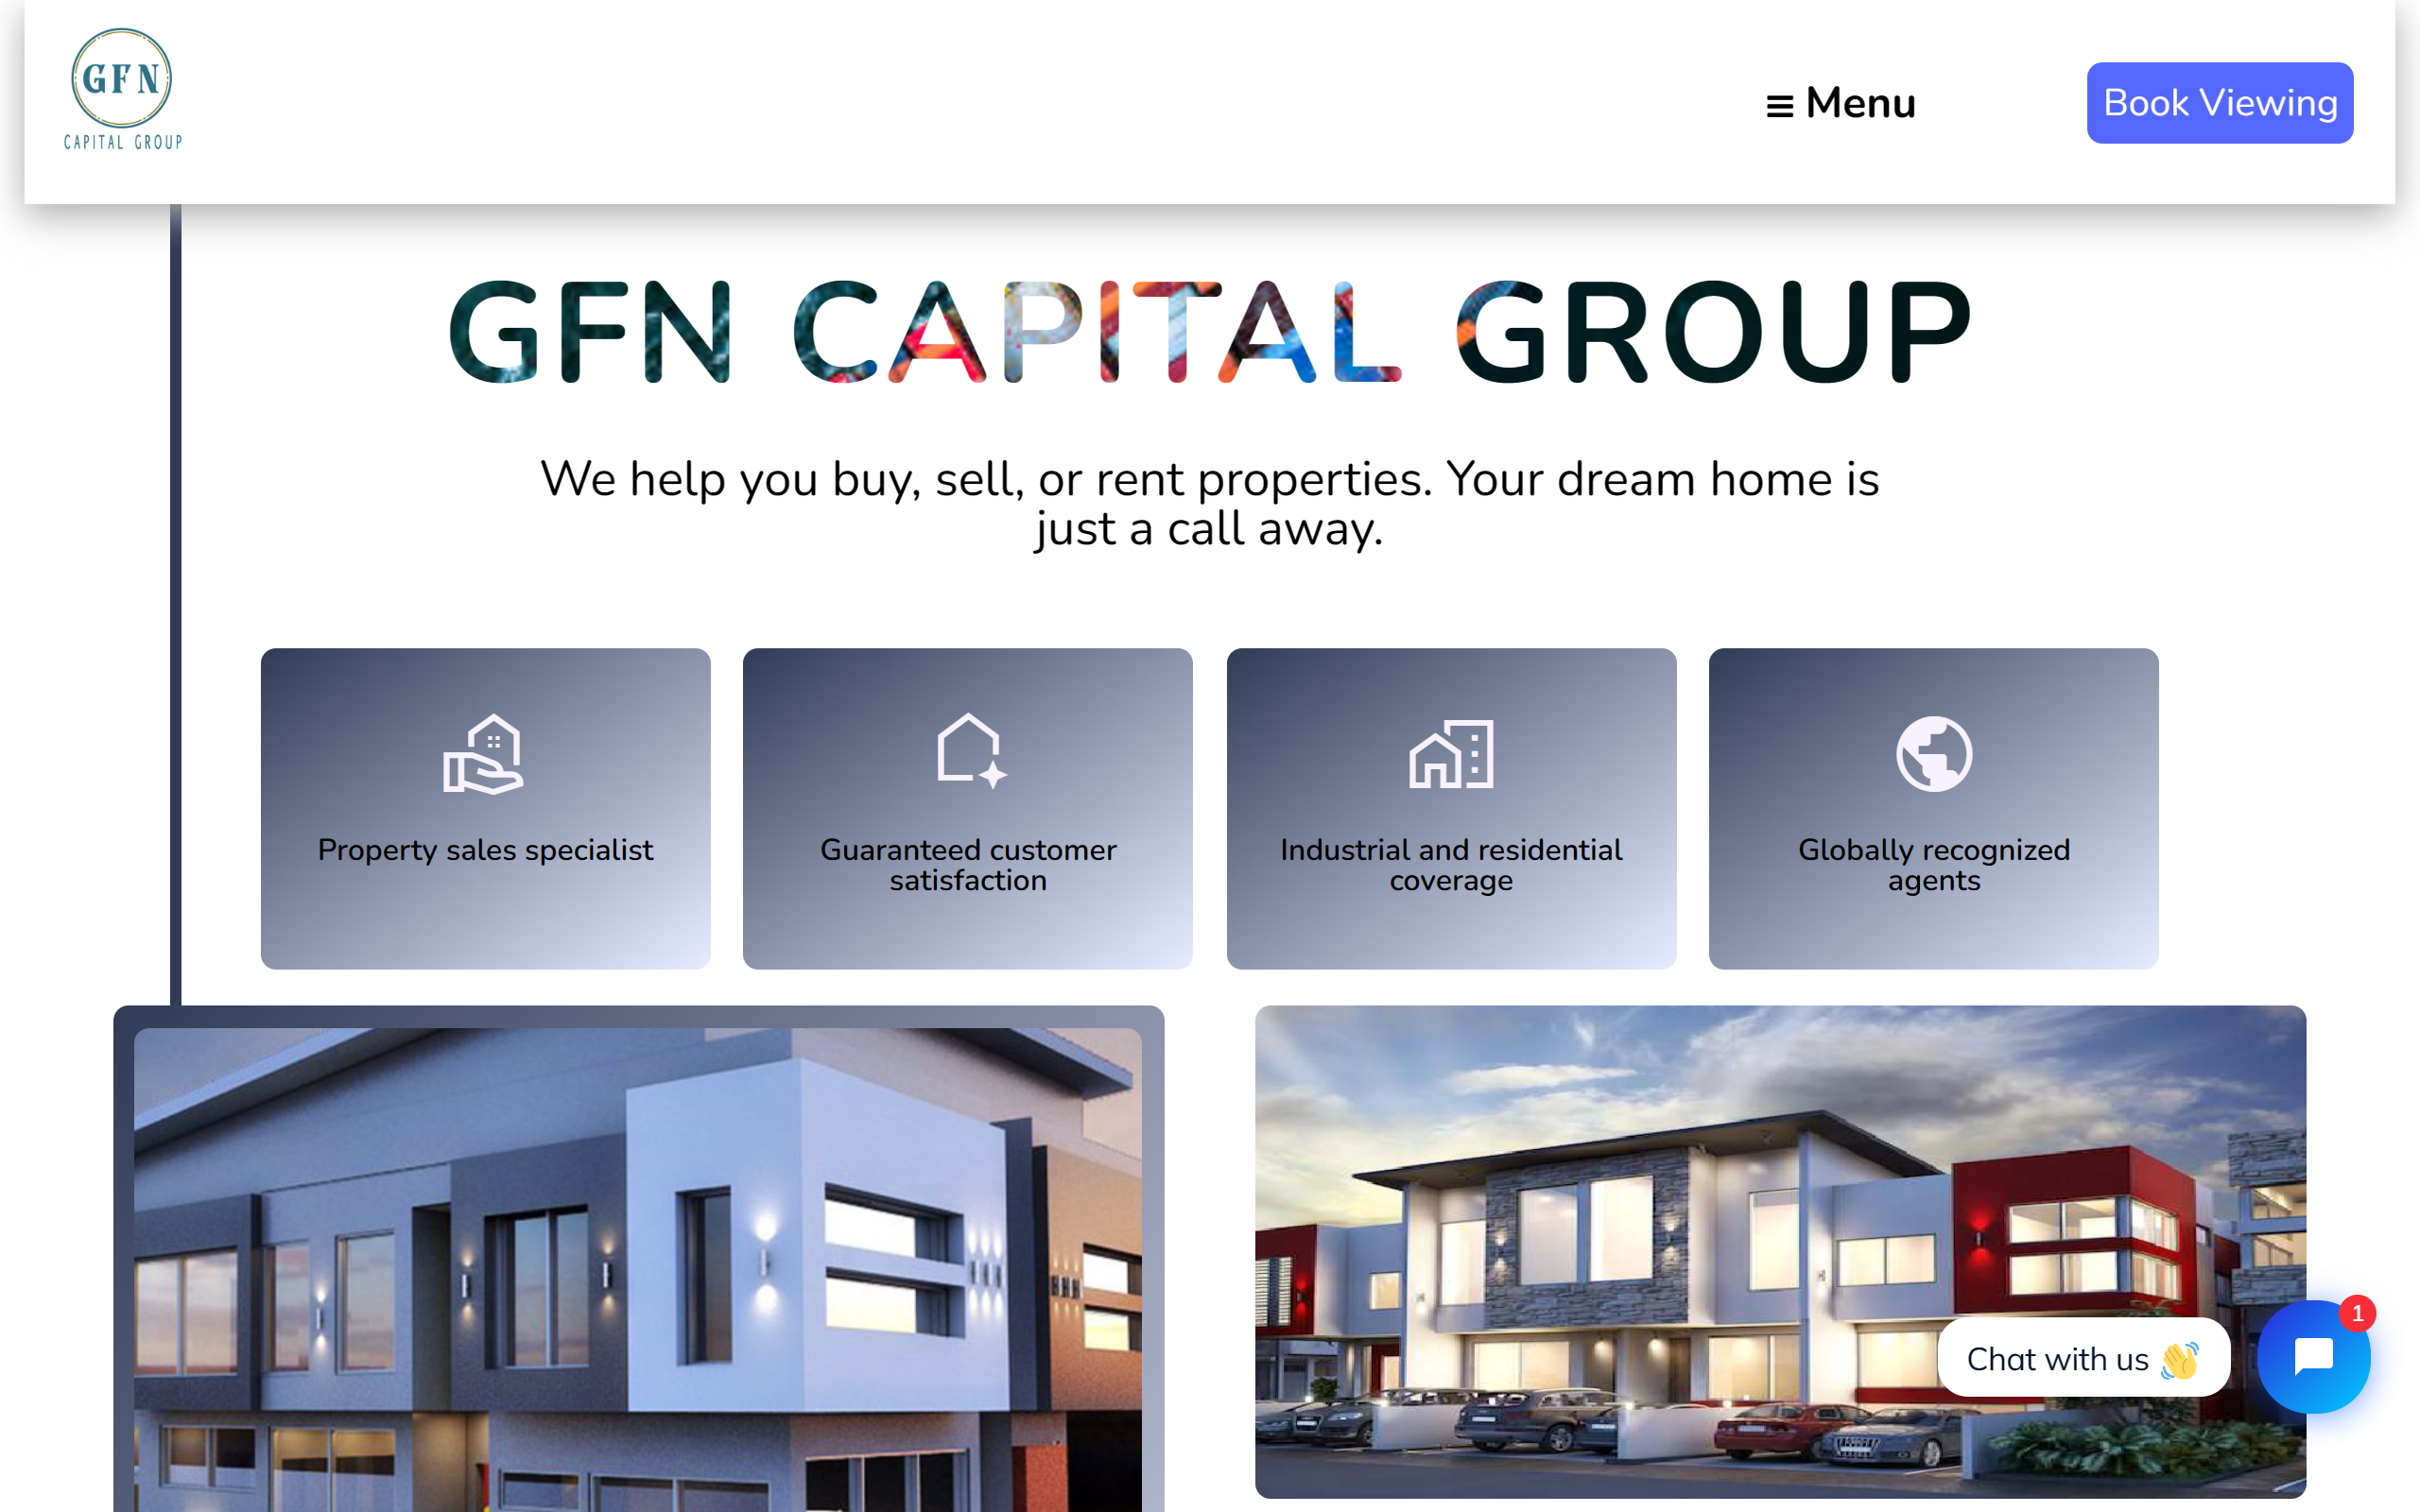 GFN
CAPITAL GROUP
Menu
Book Viewing
GFN CAPITAL GROUP
We help you buy, sell, or rent properties. Your dream home is
just a call away.
Property sales specialist
Guaranteed customer
satisfaction
Industrial and residential
coverage
Globally recognized
agents
1
Chat with us 👋